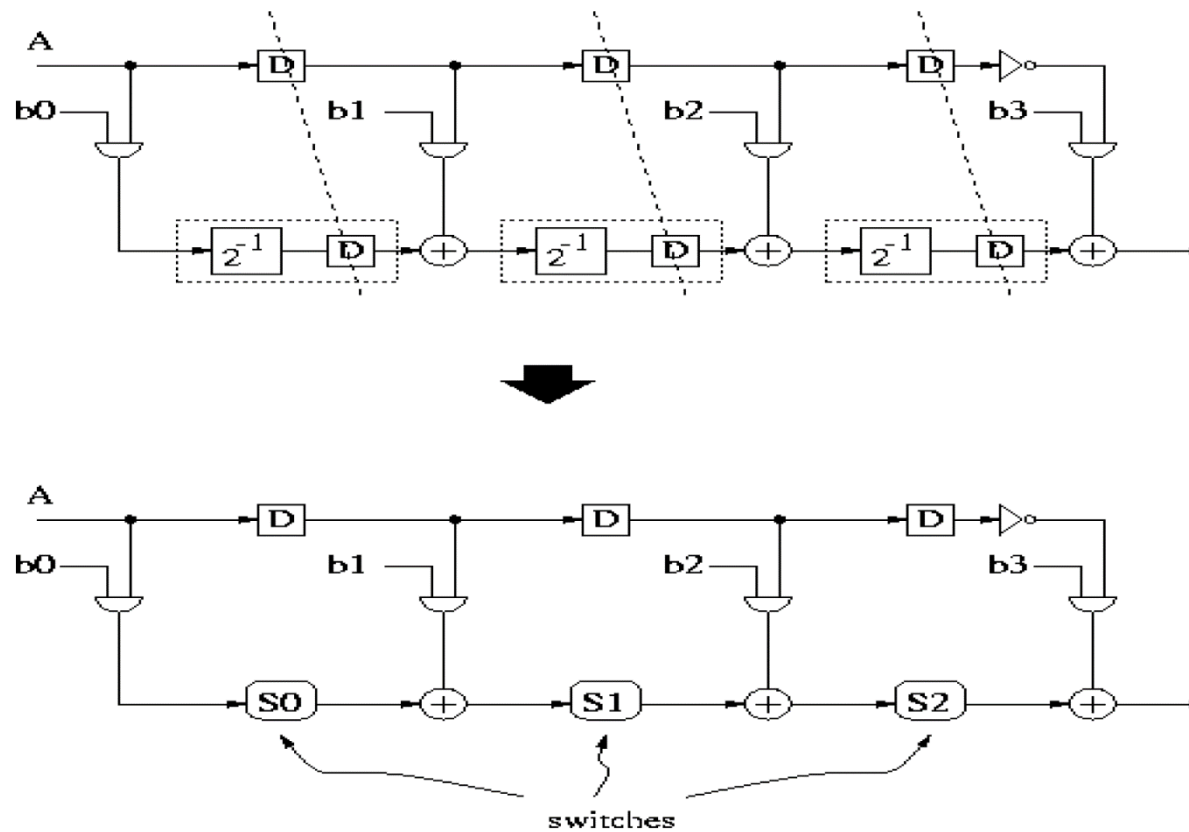 A
D D D
b0 b1 b2 b3
2^-1 D + 2^-1 D + 2^-1 D +
A
D D D
b0 b1 b2 b3
S0 + S1 + S2 +
switches